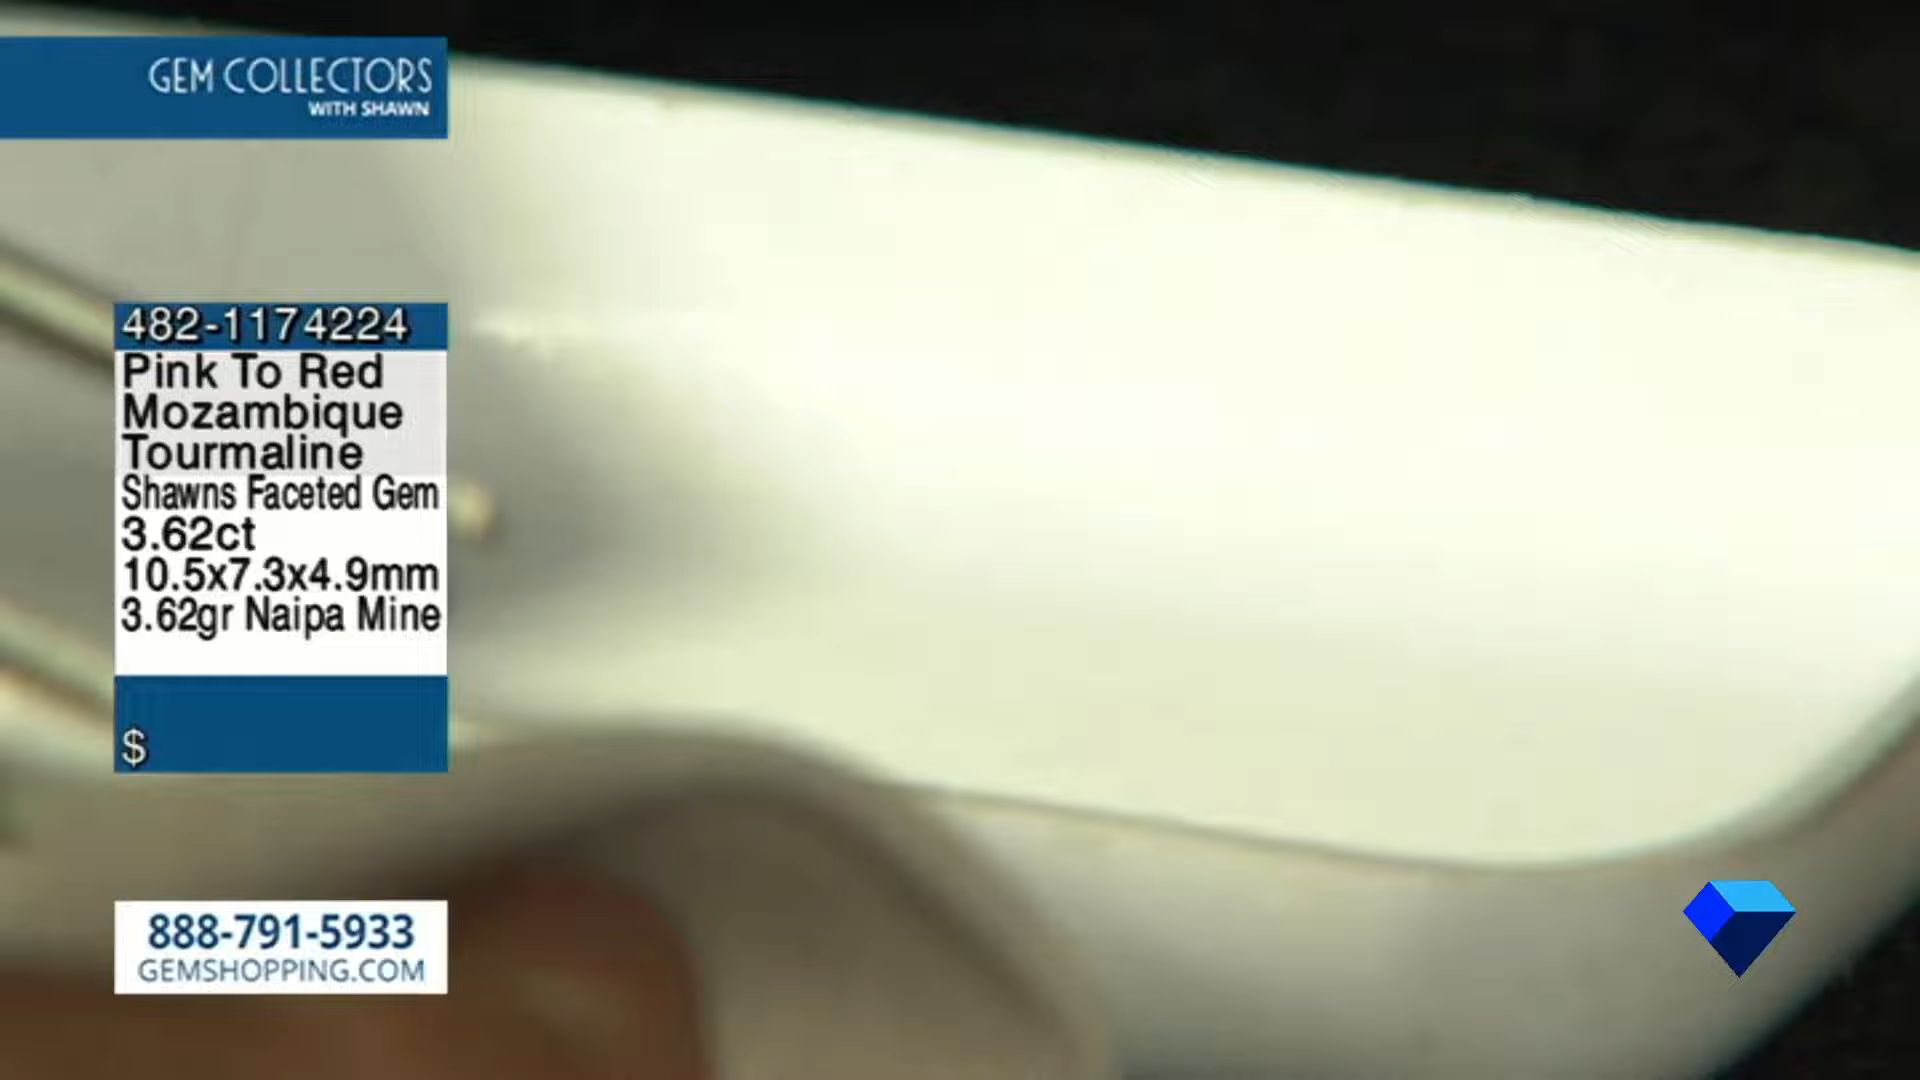 GEM COLLECTORS
WITH SHAWN
482-1174224
Pink To Red
Mozambique
Tourmaline
Shawns Faceted Gem
3.62ct
10.5x7.3x4.9mm
3.62gr Naipa Mine
$
888-791-5933
GEMSHOPPING.COM